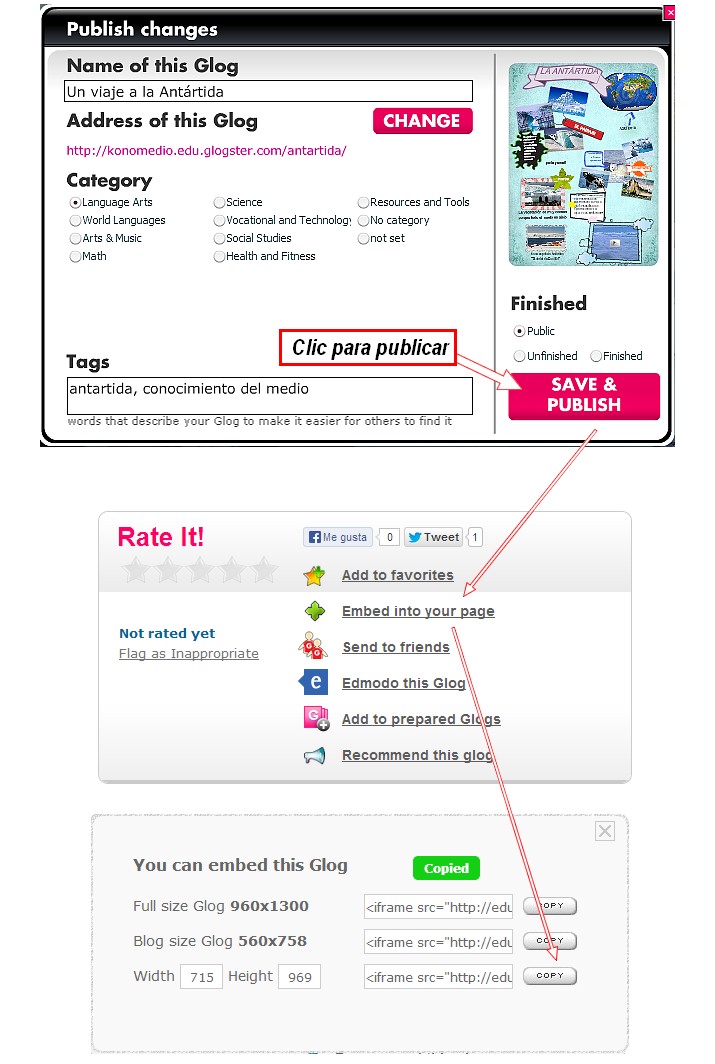 Publish changes
Name of this Glog
Un viaje a la Antártida
Address of this Glog
CHANGE
http://konomedio.edu.glogster.com/antartida/
Category
Language Arts
Science
Resources and Tools
World Languages
Vocational and Technology
No category
Arts & Music
Social Studies
not set
Math
Health and Fitness
LA ANTÁRTIDA
Finished
Public
Unfinished
Finished
Clic para publicar
SAVE &
PUBLISH
Tags
antartida, conocimiento del medio
words that describe your Glog to make it easier for others to find it
Rate It!
Me gusta
0
Tweet
1
Add to favorites
Embed into your page
Not rated yet
Flag as Inappropriate
Send to friends
Edmodo this Glog
Add to prepared Glogs
Recommend this glog
You can embed this Glog
Copied
Full size Glog 960x1300
<iframe src="http://edu
COPY
Blog size Glog 560x758
<iframe src="http://edu
COPY
Width 715 Height 969
<iframe src="http://edu
COPY